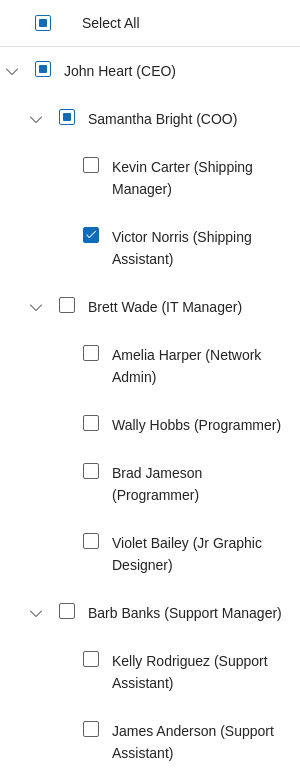 Select All
John Heart (CEO)
Samantha Bright (COO)
Kevin Carter (Shipping
Manager)
Victor Norris (Shipping
Assistant)
Brett Wade (IT Manager)
Amelia Harper (Network
Admin)
Wally Hobbs (Programmer)
Brad Jameson
(Programmer)
Violet Bailey (Jr Graphic
Designer)
Barb Banks (Support Manager)
Kelly Rodriguez (Support
Assistant)
James Anderson (Support
Assistant)